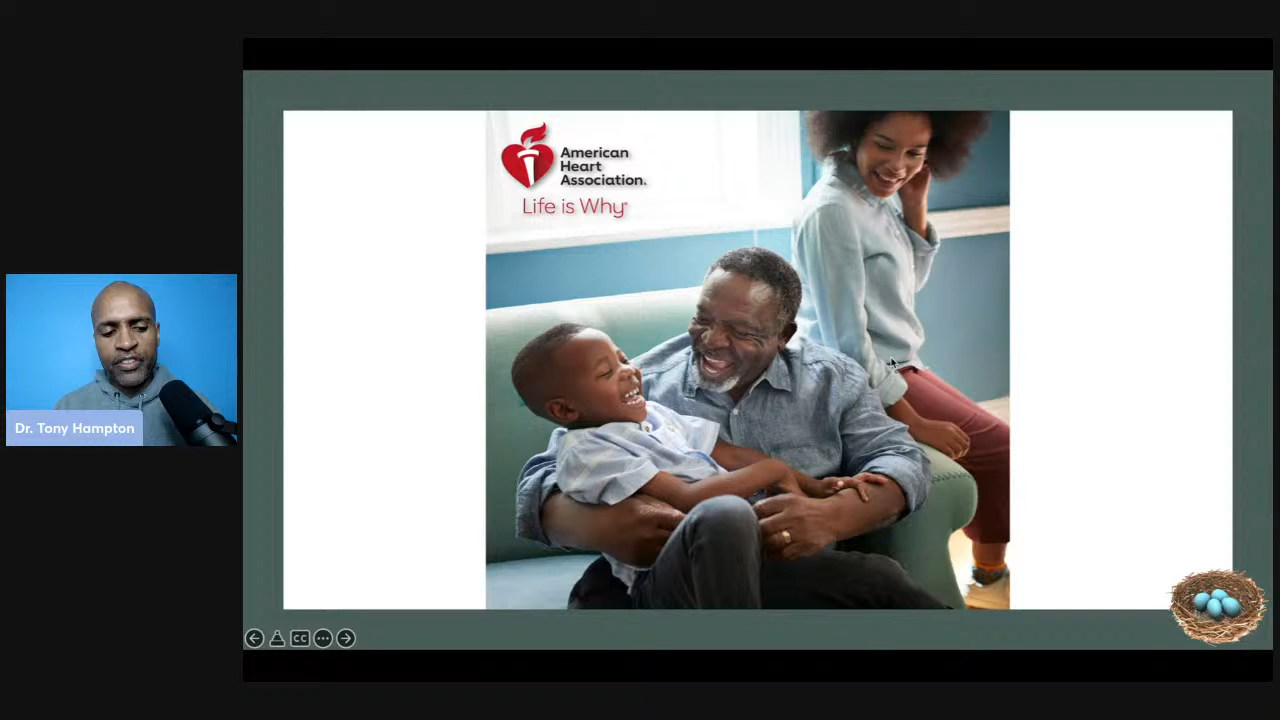 American
Heart
Association.
Life is Why®
Dr. Tony Hampton
CC